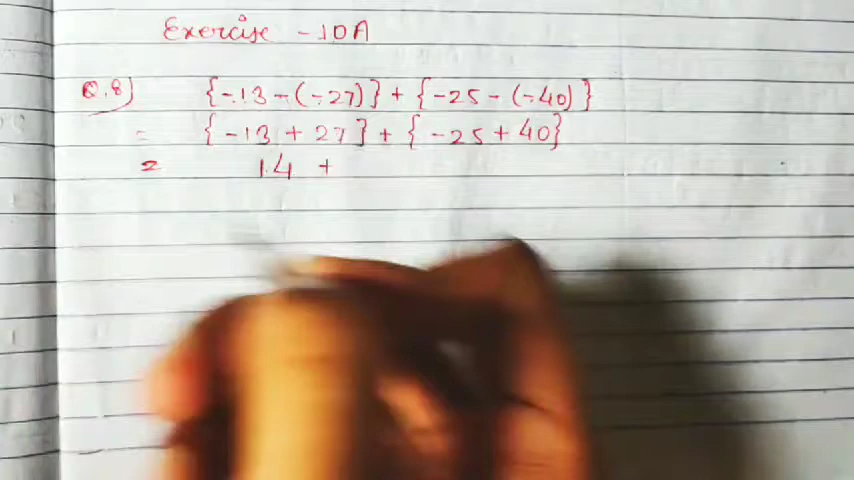 Exercise - 10A
Q.8) {-13-(-27)} + {-25-(-40)}
= {-13+27} + {-25+40}
= 14 +